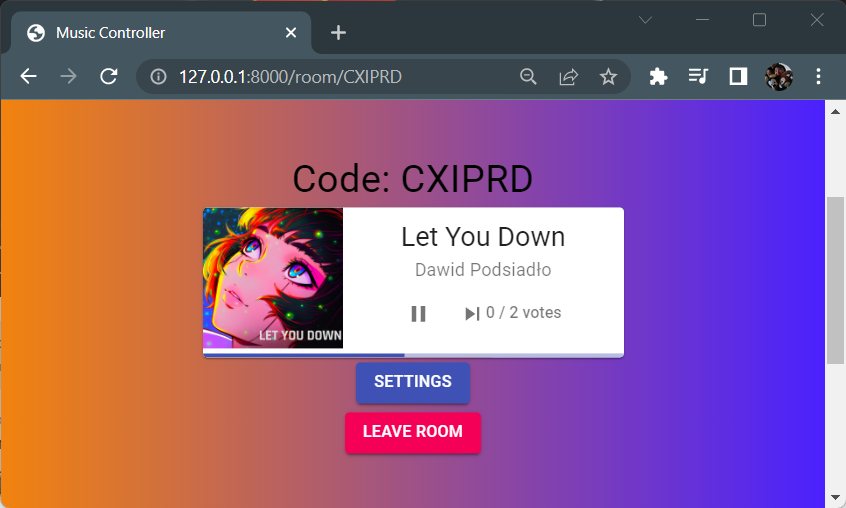 Music Controller
127.0.0.1:8000/room/CXIPRD
Code: CXIPRD
Let You Down
Dawid Podsiadło
0 / 2 votes
LET YOU DOWN
SETTINGS
LEAVE ROOM